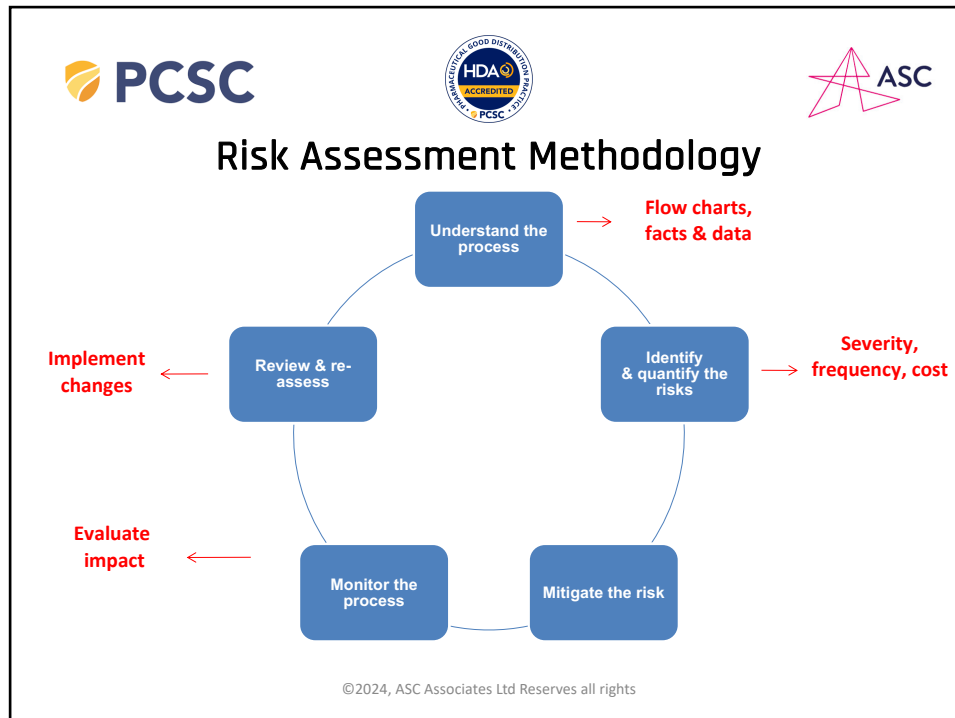 PCSC
PHARMACEUTICAL GOOD DISTRIBUTION PRACTICE
HDA
ACCREDITED
PCSC
ASC
Risk Assessment Methodology
Understand the
process
Flow charts,
facts & data
Identify
& quantify the
risks
Severity,
frequency, cost
Mitigate the risk
Monitor the
process
Evaluate
impact
Review & re-
assess
Implement
changes
©2024, ASC Associates Ltd Reserves all rights